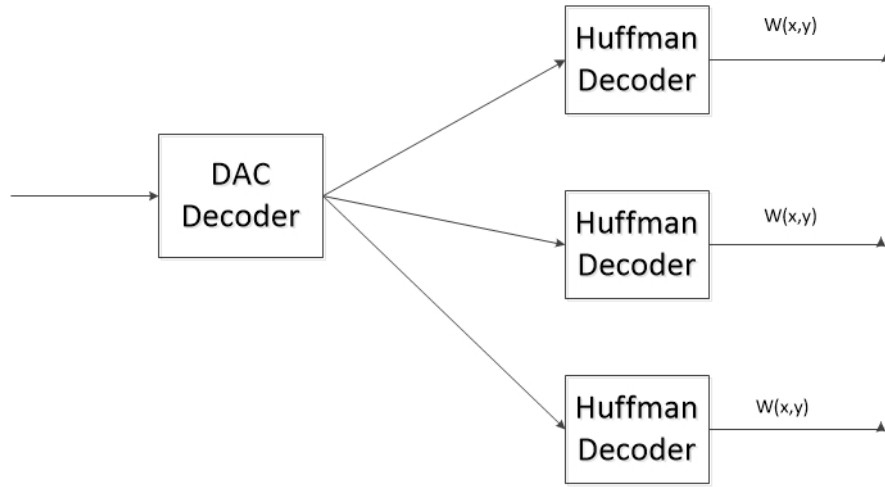 Huffman
Decoder
W(x,y)
DAC
Decoder
Huffman
Decoder
W(x,y)
Huffman
Decoder
W(x,y)